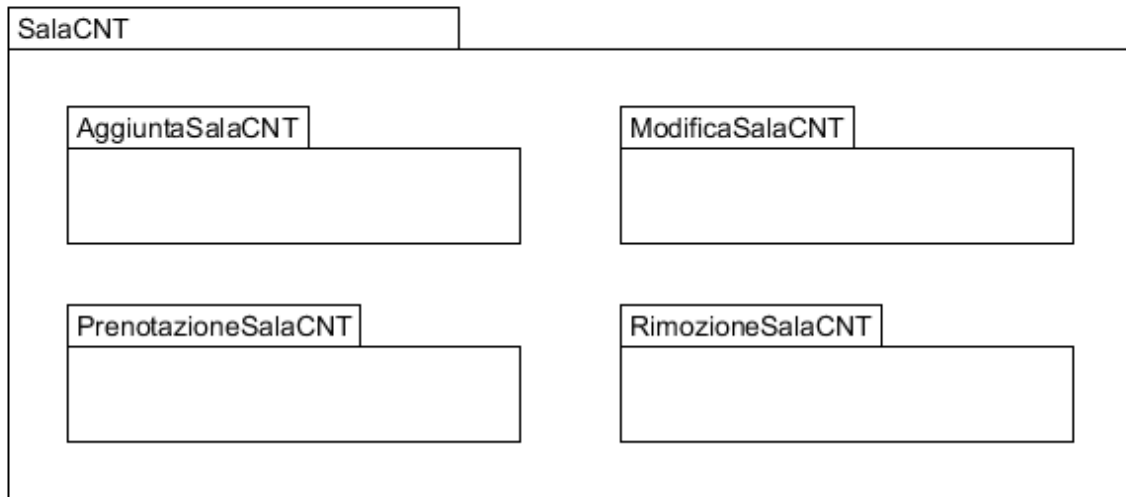 SalaCNT
AggiuntaSalaCNT
ModificaSalaCNT
PrenotazioneSalaCNT
RimozioneSalaCNT